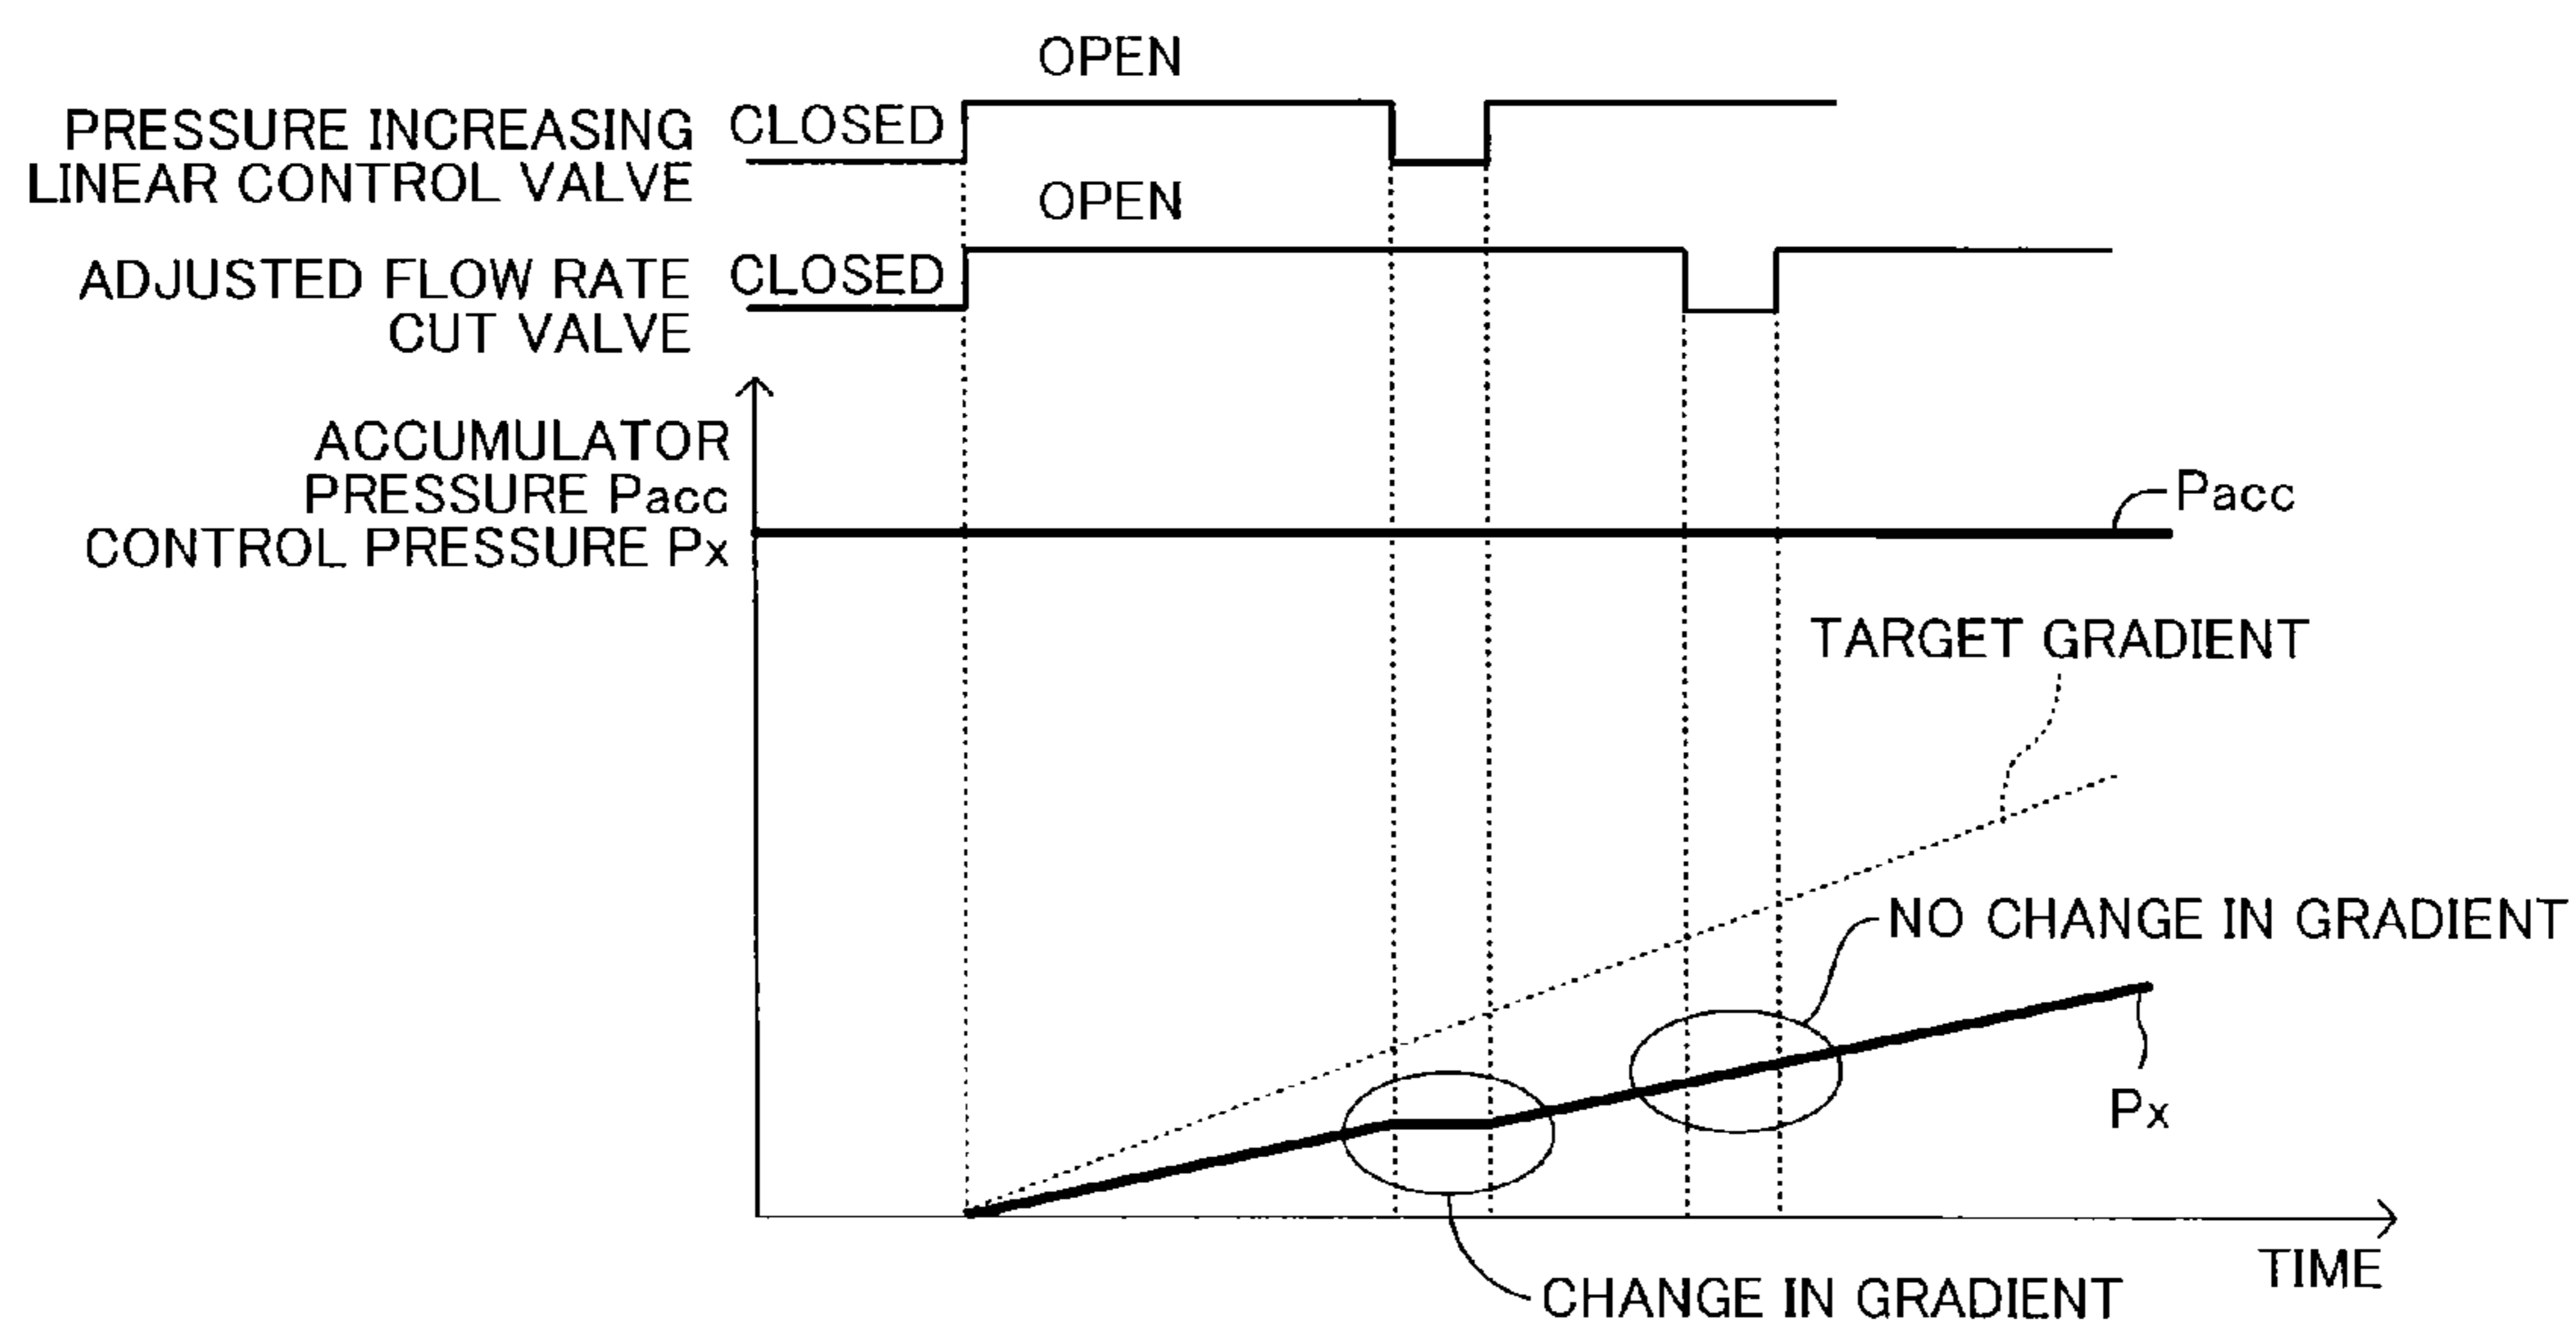 OPEN
PRESSURE INCREASING CLOSED
LINEAR CONTROL VALVE
OPEN
ADJUSTED FLOW RATE CLOSED
CUT VALVE
ACCUMULATOR
PRESSURE Pacc
CONTROL PRESSURE Px
Pacc
TARGET GRADIENT
NO CHANGE IN GRADIENT
Px
TIME
CHANGE IN GRADIENT